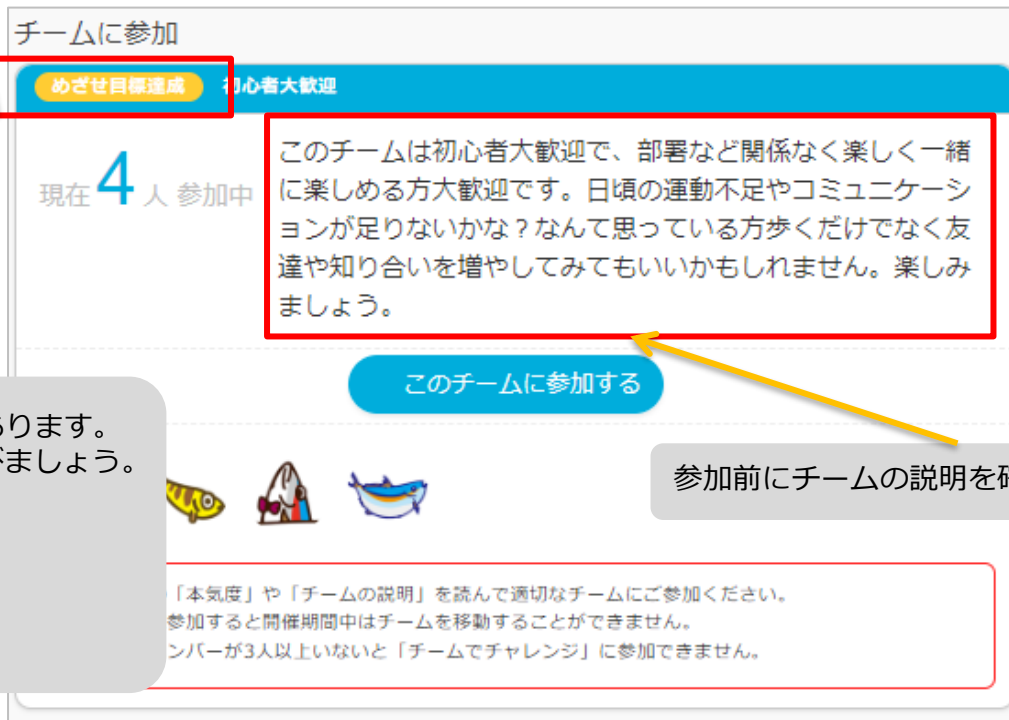 チームに参加
めざせ目標達成 初心者大歓迎
現在4人 参加中
このチームは初心者大歓迎で、部署など関係なく楽しく一緒
に楽しめる方大歓迎です。日頃の運動不足やコミュニケーシ
ョンが足りないかな？なんて思っている方歩くだけでなく友
達や知り合いを増やしてみてもいいかもしれません。楽しみ
ましょう。
このチームに参加する
ります。
ましょう。
参加前にチームの説明を
「本気度」や「チームの説明」を読んで適切なチームにご参加ください。
参加すると開催期間中はチームを移動することができません。
ンバーが3人以上いないと「チームでチャレンジ」に参加できません。